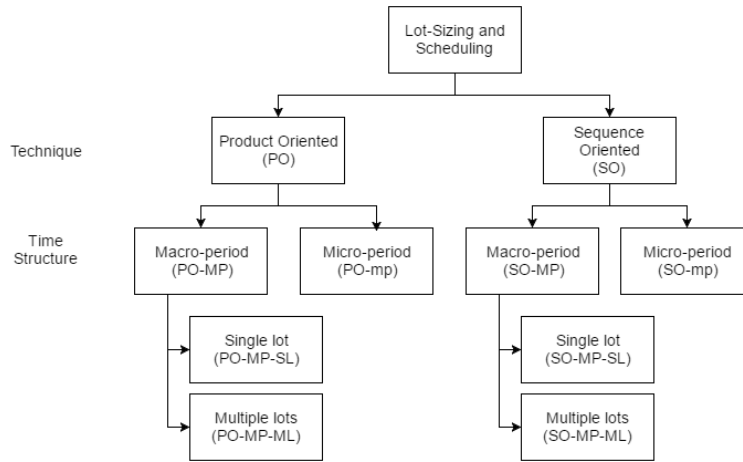 Lot-Sizing and
Scheduling
Technique
Product Oriented
(PO)
Sequence
Oriented
(SO)
Time
Structure
Macro-period
(PO-MP)
Micro-period
(PO-mp)
Macro-period
(SO-MP)
Micro-period
(SO-mp)
Single lot
(PO-MP-SL)
Single lot
(SO-MP-SL)
Multiple lots
(PO-MP-ML)
Multiple lots
(SO-MP-ML)